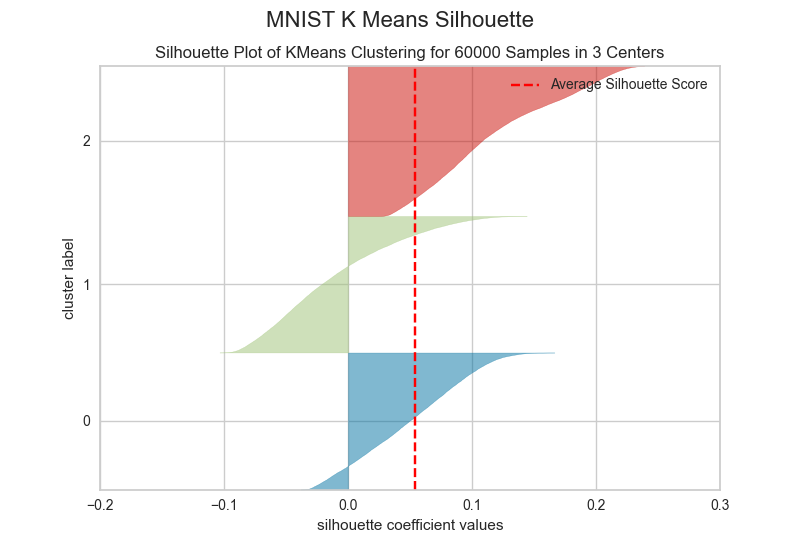 MNIST K Means Silhouette
Silhouette Plot of KMeans Clustering for 60000 Samples in 3 Centers
Average Silhouette Score
2
1
0
cluster label
−0.2
−0.1
0.0
0.1
0.2
0.3
silhouette coefficient values